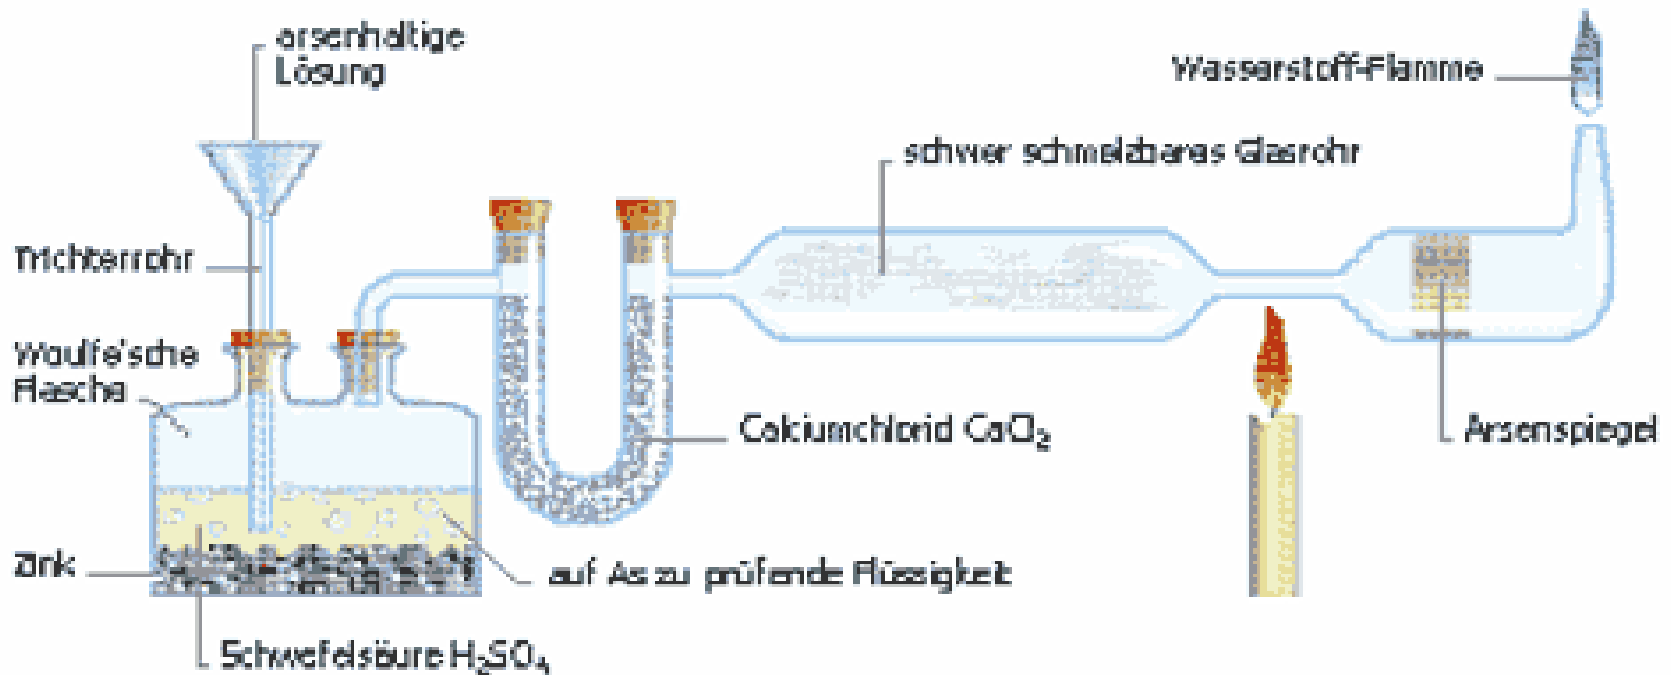 arsenhaltige
Lösung
Wasserstoff-Flamme
schwer schmelzbares Glasrohr
Trichterrohr
Woulfe'sche
Flasche
Calciumchlorid CaCl₂
Arsenspiegel
Zink
auf As zu prüfende Flüssigkeit
Schwefelsäure H₂SO₄